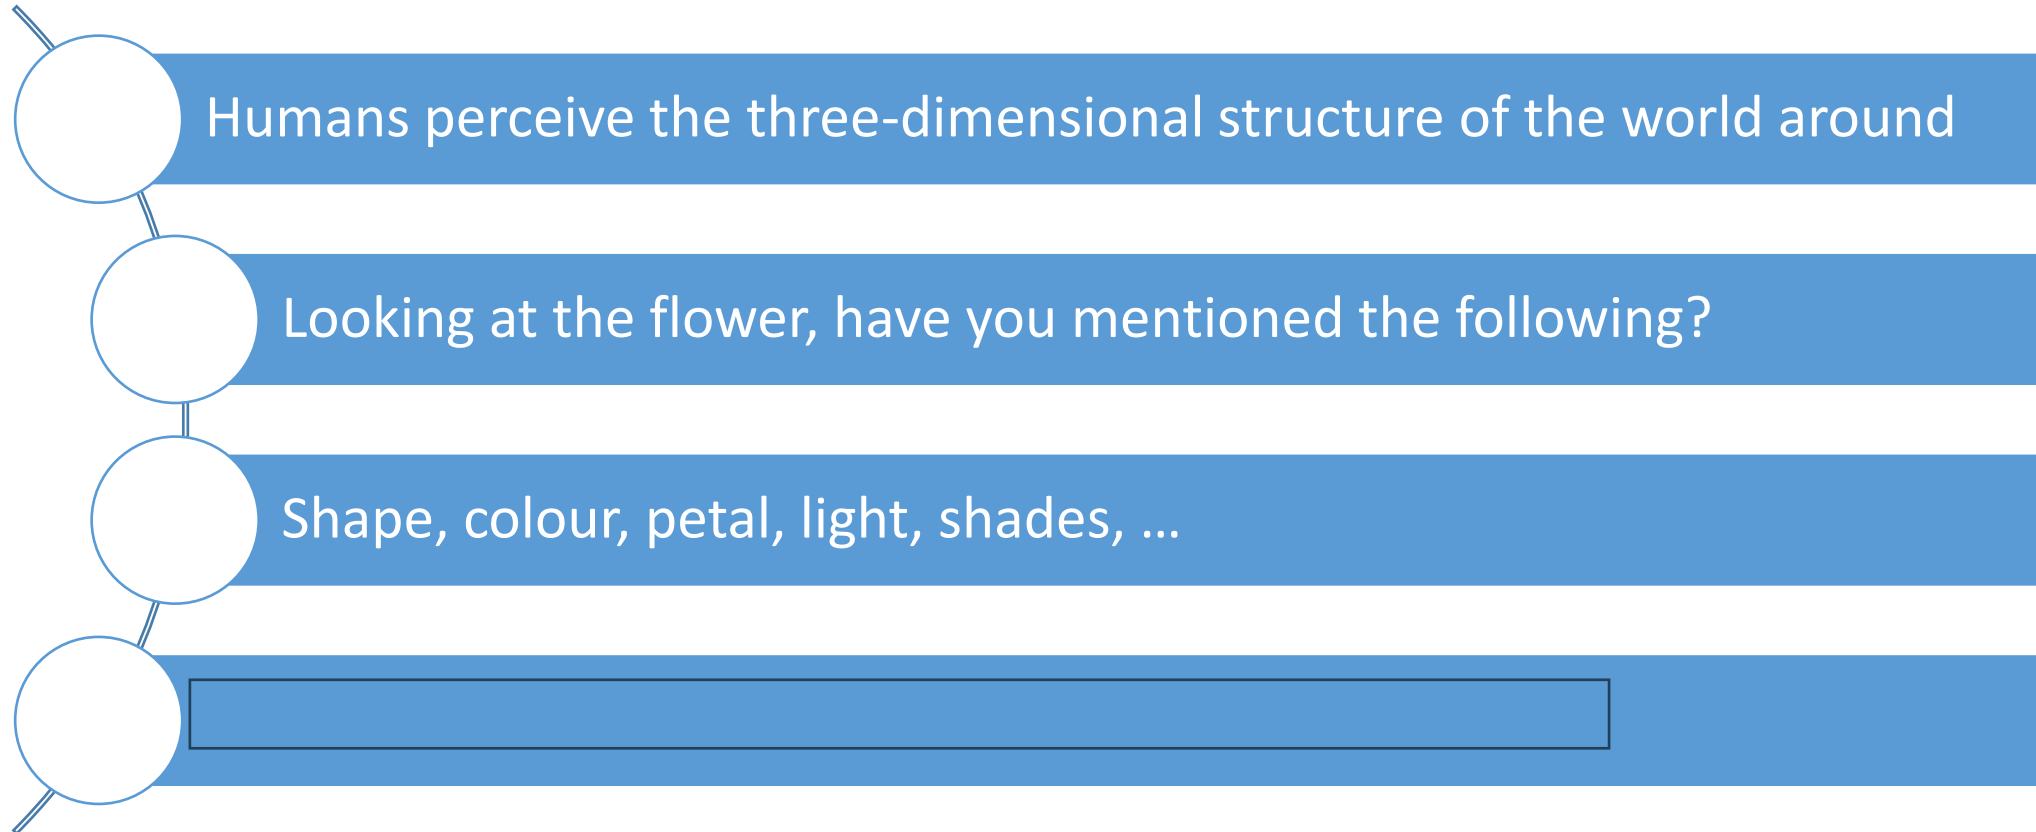 Humans perceive the three-dimensional structure of the world around
Looking at the flower, have you mentioned the following?
Shape, colour, petal, light, shades, ...